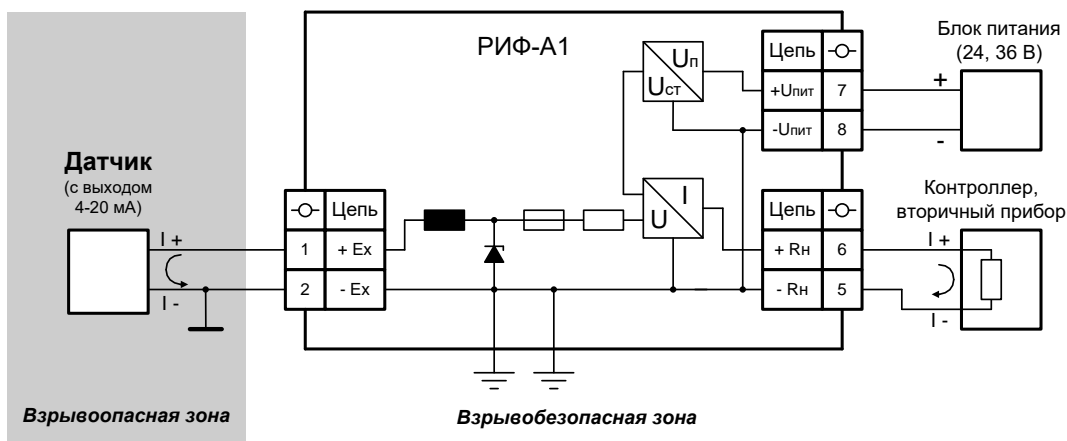 РИФ-А1
Блок питания
(24, 36 В)
Uп
Uст
Цепь
+Uпит 7
-Uпит 8
+
-
Датчик
(с выходом
4-20 мА)
I +
I -
Цепь
1 + Ex
2 - Ex
I
U
Цепь
+ Rн 6
- Rн 5
Контроллер,
вторичный прибор
I +
I -
Взрывоопасная зона
Взрывобезопасная зона